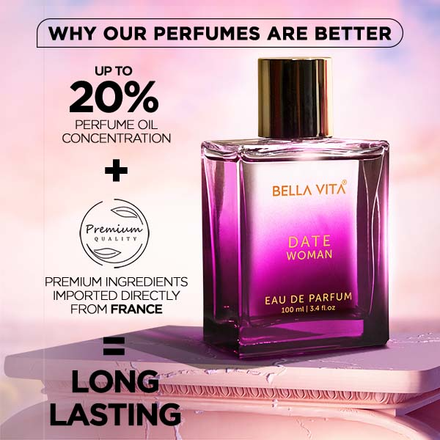 WHY OUR PERFUMES ARE BETTER
UP TO
20%
PERFUME OIL
CONCENTRATION
+
Premium
QUALITY
PREMIUM INGREDIENTS
IMPORTED DIRECTLY
FROM FRANCE
=
LONG
LASTING
BELLA VITA®
DATE
WOMAN
EAU DE PARFUM
100 ml | 3.4 fl.oz